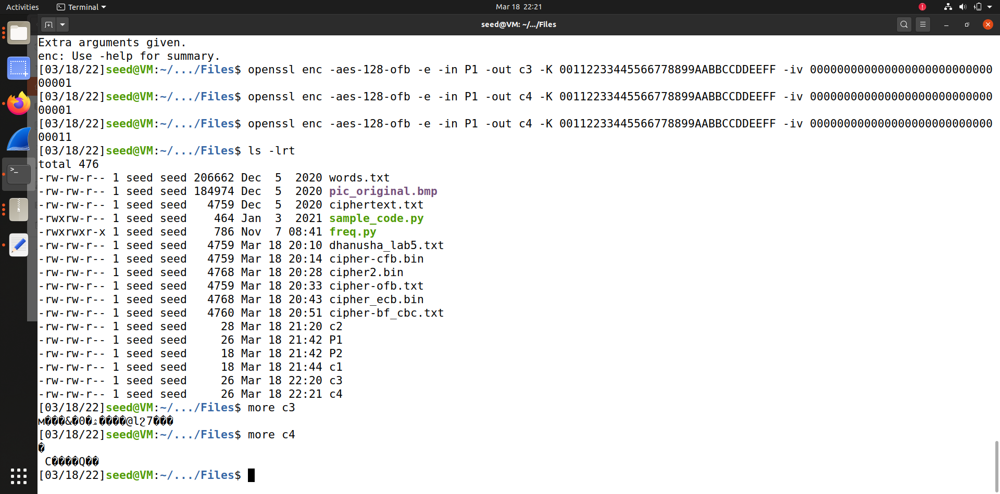 Activities
Terminal
Mar 18 22:21
seed@VM: ~/.../Files
Extra arguments given.
enc: Use -help for summary.
[03/18/22]seed@VM:~/.../Files$ openssl enc -aes-128-ofb -e -in P1 -out c3 -K 00112233445566778899AABBCCDDEEFF -iv 000000000000000000000000000
00001
[03/18/22]seed@VM:~/.../Files$ openssl enc -aes-128-ofb -e -in P1 -out c4 -K 00112233445566778899AABBCCDDEEFF -iv 000000000000000000000000000
00001
[03/18/22]seed@VM:~/.../Files$ openssl enc -aes-128-ofb -e -in P1 -out c4 -K 00112233445566778899AABBCCDDEEFF -iv 000000000000000000000000000
00011
[03/18/22]seed@VM:~/.../Files$ ls -lrt
total 476
-rw-rw-r-- 1 seed seed 206662 Dec  5  2020 words.txt
-rw-rw-r-- 1 seed seed 184974 Dec  5  2020 pic_original.bmp
-rw-rw-r-- 1 seed seed   4759 Dec  5  2020 ciphertext.txt
-rwxrw-r-- 1 seed seed    464 Jan  3  2021 sample_code.py
-rwxrwxr-x 1 seed seed    786 Nov  7 08:41 freq.py
-rw-rw-r-- 1 seed seed   4759 Mar 18 20:10 dhanusha_lab5.txt
-rw-rw-r-- 1 seed seed   4759 Mar 18 20:14 cipher-cfb.bin
-rw-rw-r-- 1 seed seed   4768 Mar 18 20:28 cipher2.bin
-rw-rw-r-- 1 seed seed   4759 Mar 18 20:33 cipher-ofb.txt
-rw-rw-r-- 1 seed seed   4768 Mar 18 20:43 cipher_ecb.bin
-rw-rw-r-- 1 seed seed   4760 Mar 18 20:51 cipher-bf_cbc.txt
-rw-rw-r-- 1 seed seed     28 Mar 18 21:20 c2
-rw-rw-r-- 1 seed seed     26 Mar 18 21:42 P1
-rw-rw-r-- 1 seed seed     18 Mar 18 21:42 P2
-rw-rw-r-- 1 seed seed     18 Mar 18 21:44 c1
-rw-rw-r-- 1 seed seed     26 Mar 18 22:20 c3
-rw-rw-r-- 1 seed seed     26 Mar 18 22:21 c4
[03/18/22]seed@VM:~/.../Files$ more c3
[03/18/22]seed@VM:~/.../Files$ more c4
�
C����Q��
[03/18/22]seed@VM:~/.../Files$